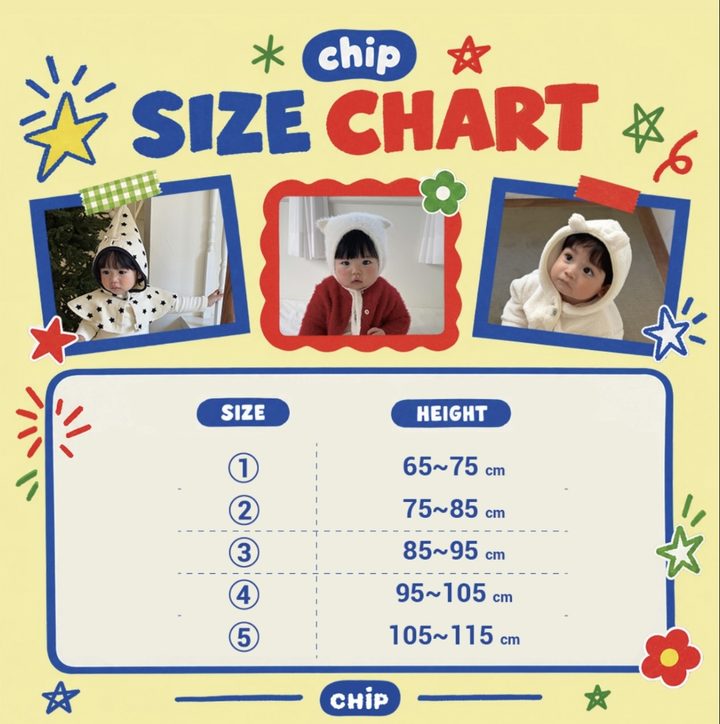 chip
SIZE CHART
SIZE HEIGHT
① 65~75 cm
② 75~85 cm
③ 85~95 cm
④ 95~105 cm
⑤ 105~115 cm
CHiP